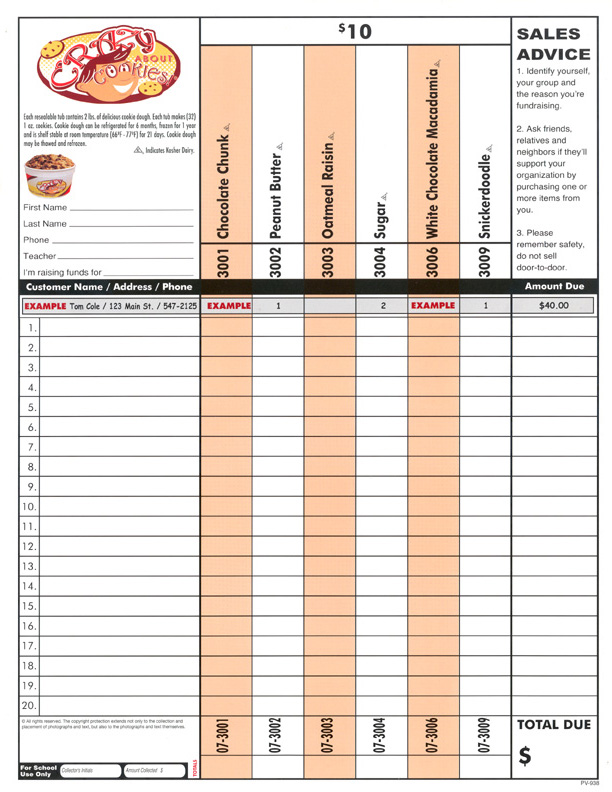 CRAZY
ABOUT
COOKIES!
Each resealable tub contains 2 lbs. of delicious cookie dough. Each tub makes (32)
1 oz. cookies. Cookie dough can be refrigerated for 6 months, frozen for 1 year
and is shelf stable at room temperature (66°F - 77°F) for 21 days. Cookie dough
may be thawed and refrozen.
Indicates Kosher Dairy.
First Name
Last Name
Phone
Teacher
I'm raising funds for
$10
3001 Chocolate Chunk
3002 Peanut Butter
3003 Oatmeal Raisin
3004 Sugar
3006 White Chocolate Macadamia
3009 Snickerdoodle
SALES
ADVICE
1. Identify yourself,
your group and
the reason you're
fundraising.
2. Ask friends,
relatives and
neighbors if they'll
support your
organization by
purchasing one or
more items from
you.
3. Please
remember safety,
do not sell
door-to-door.
Customer Name / Address / Phone
Amount Due
EXAMPLE Tom Cole / 123 Main St. / 547-2125 EXAMPLE 1 2 EXAMPLE 1 $40.00
1.
2.
3.
4.
5.
6.
7.
8.
9.
10.
11.
12.
13.
14.
15.
16.
17.
18.
19.
20.
© All rights reserved. The copyright protection extends not only to the collection and
placement of photographs and text, but also to the photographs and text themselves.
07-3001
07-3002
07-3003
07-3004
07-3006
07-3009
TOTAL DUE
$
For School
Use Only
Collector's Initials
Amount Collected $
TOTALS
PV-938